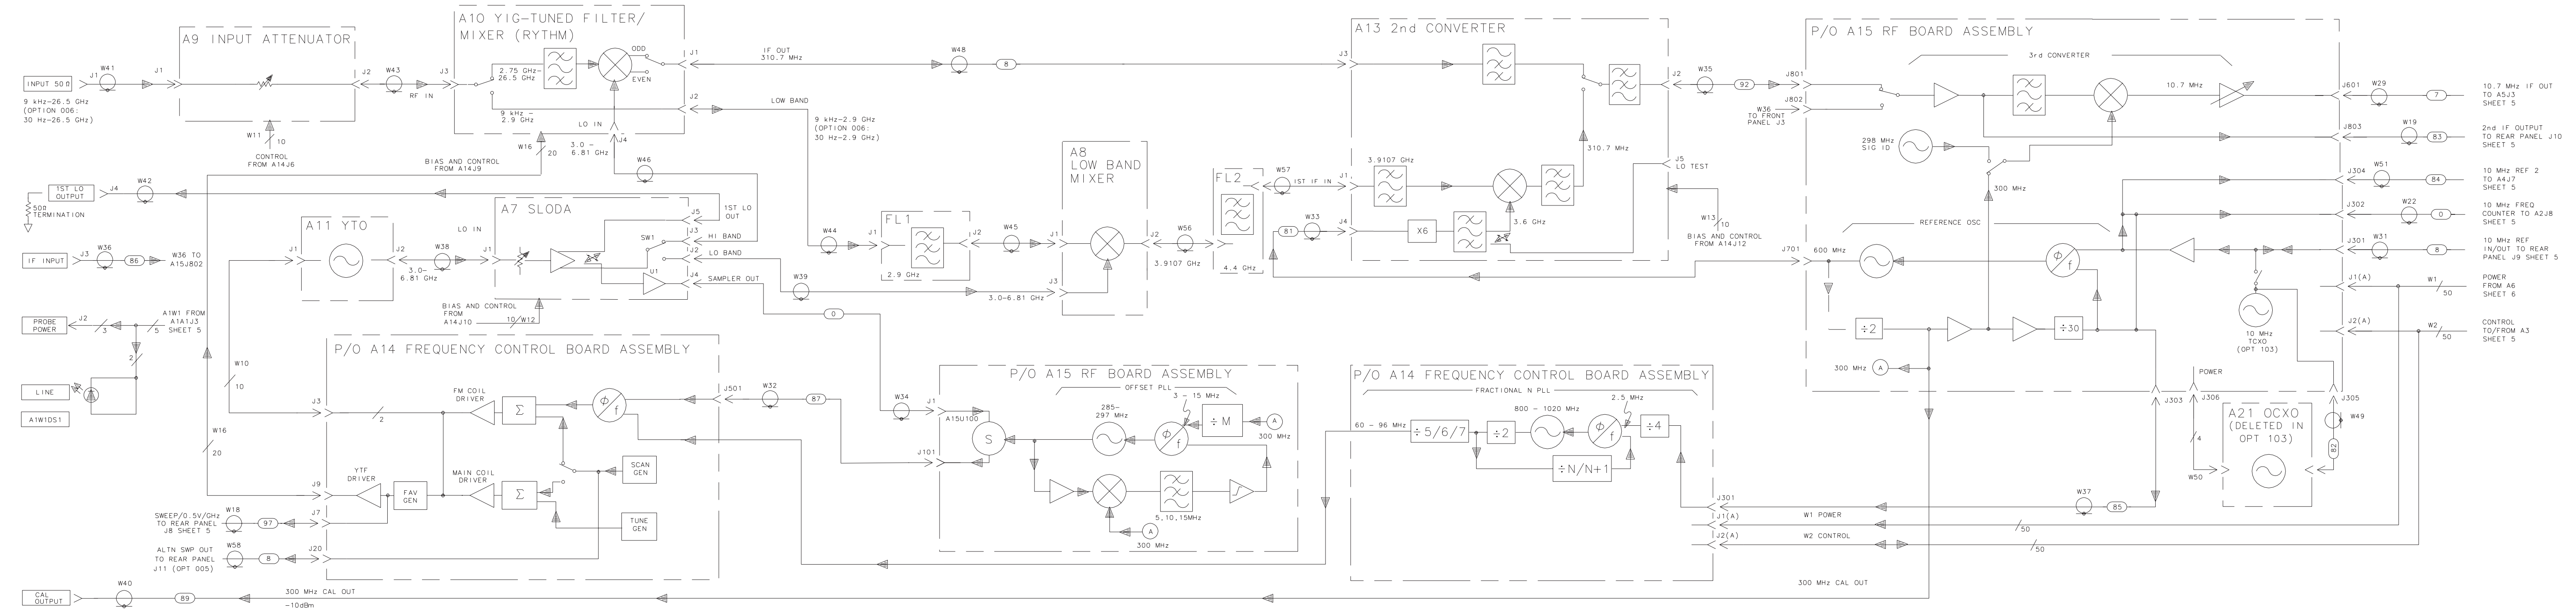 A9 INPUT ATTENUATOR
INPUT 50Ω
J1
W41
J1
J2
W43
RF IN
9 kHz-26.5 GHz
(OPTION 006:
30 Hz-26.5 GHz)
W11
10
CONTROL
FROM A14J6
A10 YIG-TUNED FILTER/
MIXER (RYTHM)
J3
2.75 GHz-
26.5 GHz
ODD
EVEN
J1
J2
9 kHz -
2.9 GHz
LO IN
J4
W16
20
3.0 -
6.81 GHz
BIAS AND CONTROL
FROM A14J9
IF OUT
310.7 MHz
W48
8
LOW BAND
9 kHz-2.9 GHz
(OPTION 006:
30 Hz-2.9 GHz)
W46
1ST LO
OUTPUT
J4
W42
50Ω
TERMINATION
A11 YTO
J1
J2
W38
3.0-
6.81 GHz
LO IN
A7 SLODA
J1
SW1
U1
J5
J3
J2
J4
1ST LO
OUT
HI BAND
LO BAND
SAMPLER OUT
BIAS AND CONTROL
FROM
A14J10
10
W12
W39
0
IF INPUT
J3
W36
86
W36 TO
A15J802
PROBE
POWER
J2
3
5
A1W1 FROM
A1A1J3
SHEET 5
2
LINE
A1W1DS1
W10
10
W16
20
A8
LOW BAND
MIXER
J1
J2
J3
3.0-6.81 GHz
W44
FL1
J1
J2
2.9 GHz
W45
W56
3.9107 GHz
FL2
4.4 GHz
W57
1ST IF IN
81
W33
A13 2nd CONVERTER
J3
J1
J4
3.9107 GHz
X6
3.6 GHz
310.7 MHz
J2
J5
LO TEST
W13
10
BIAS AND CONTROL
FROM A14J12
W35
92
P/O A15 RF BOARD ASSEMBLY
J801
J802
W36
TO FRONT
PANEL J3
3rd CONVERTER
10.7 MHz
298 MHz
SIG ID
300 MHz
REFERENCE OSC
J701
600 MHz
Φ
f
÷2
÷30
300 MHz
A
10 MHz
TCXO
(OPT 103)
J601
W29
7
10.7 MHz IF OUT
TO A5J3
SHEET 5
J803
W19
83
2nd IF OUTPUT
TO REAR PANEL J10
SHEET 5
J304
W51
84
10 MHz REF 2
TO A4J7
SHEET 5
J302
W22
0
10 MHz FREQ
COUNTER TO A2J8
SHEET 5
J301
W31
8
10 MHz REF
IN/OUT TO REAR
PANEL J9 SHEET 5
J1(A)
W1
50
POWER
FROM A6
SHEET 6
J2(A)
W2
50
CONTROL
TO/FROM A3
SHEET 5
J303
POWER
J306
J305
4
W50
A21 OCXO
(DELETED IN
OPT 103)
W49
82
P/O A14 FREQUENCY CONTROL BOARD ASSEMBLY
J3
2
FM COIL
DRIVER
Σ
Φ
f
J501
W32
87
J9
YTF
DRIVER
FAV
GEN
MAIN COIL
DRIVER
Σ
SCAN
GEN
TUNE
GEN
SWEEP/0.5V/GHz
TO REAR PANEL
J8 SHEET 5
W18
97
J7
ALTN SWP OUT
TO REAR PANEL
J11 (OPT 005)
W58
8
J20
P/O A15 RF BOARD ASSEMBLY
OFFSET PLL
W34
J1
A15U100
S
J101
285-
297 MHz
3 - 15 MHz
Φ
f
÷ M
A
300 MHz
5,10,15MHz
A
300 MHz
P/O A14 FREQUENCY CONTROL BOARD ASSEMBLY
FRACTIONAL N PLL
60 - 96 MHz
÷ 5/6/7
÷2
800 - 1020 MHz
Φ
f
2.5 MHz
÷4
÷N/N+1
J301
J1(A)
J2(A)
W37
85
W1 POWER
50
W2 CONTROL
50
CAL
OUTPUT
W40
89
300 MHz CAL OUT
-10dBm
300 MHz CAL OUT